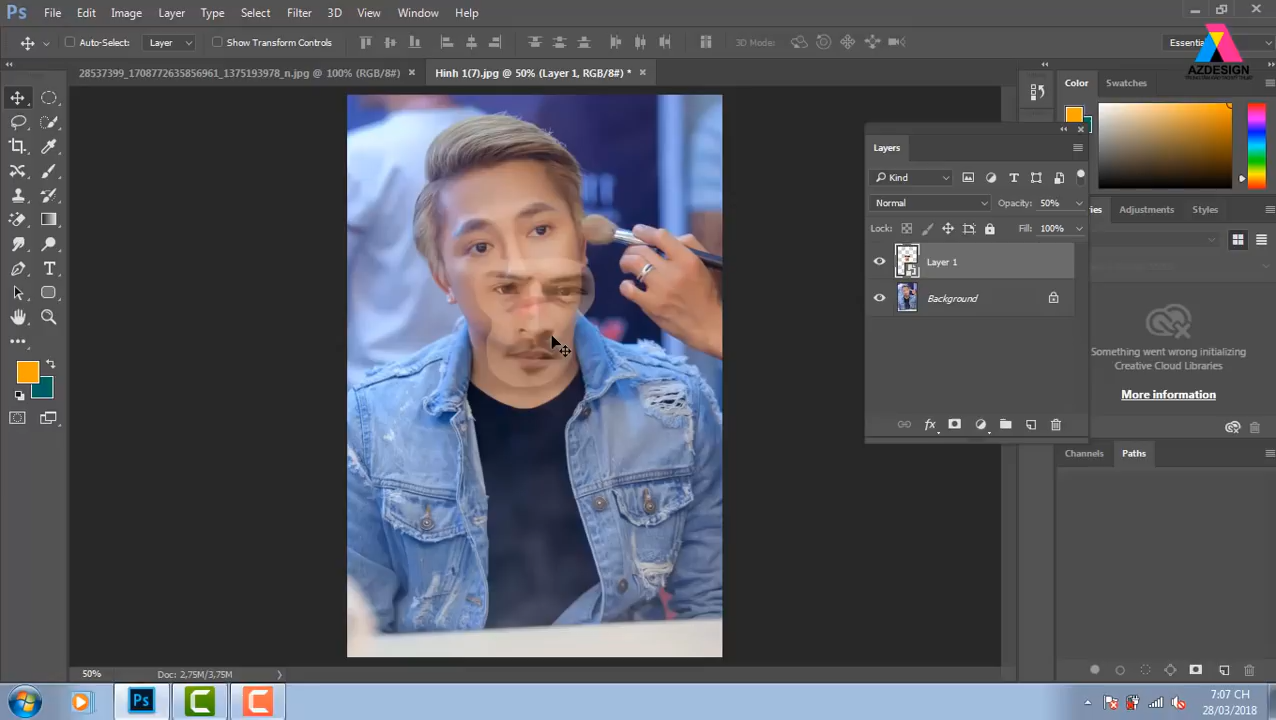 Ps File Edit Image Layer Type Select Filter 3D View Window Help
Auto-Select: Layer Show Transform Controls 3D Mode: Essentia
AZDESIGN
28537399_1708772635856961_1375193978_n.jpg @ 100% (RGB/8#) × Hinh 1(7).jpg @ 50% (Layer 1, RGB/8#) * ×
Color Swatches
Layers
Kind
Normal Opacity: 50%
Lock: Fill: 100%
Layer 1
Background
ries Adjustments Styles
Something went wrong initializing
Creative Cloud Libraries
More information
Channels Paths
50% Doc: 2,75M/3,75M
Ps
7:07 CH
28/03/2018